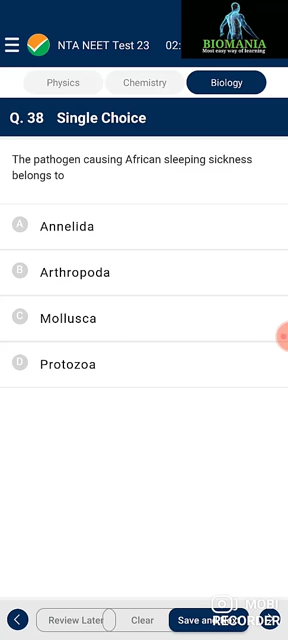 BIOMANIA
Most easy way of learning
NTA NEET Test 23 02:
Physics
Chemistry
Biology
Q. 38 Single Choice
The pathogen causing African sleeping sickness
belongs to
A Annelida
B Arthropoda
C Mollusca
D Protozoa
MOBI
RECORDER
Review Later
Clear
Save and